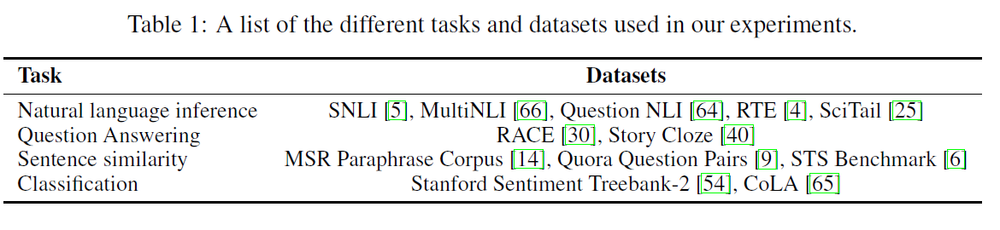 Table 1: A list of the different tasks and datasets used in our experiments.
Task Datasets
Natural language inference SNLI [5], MultiNLI [66], Question NLI [64], RTE [4], SciTail [25]
Question Answering RACE [30], Story Cloze [40]
Sentence similarity MSR Paraphrase Corpus [14], Quora Question Pairs [9], STS Benchmark [6]
Classification Stanford Sentiment Treebank-2 [54], CoLA [65]